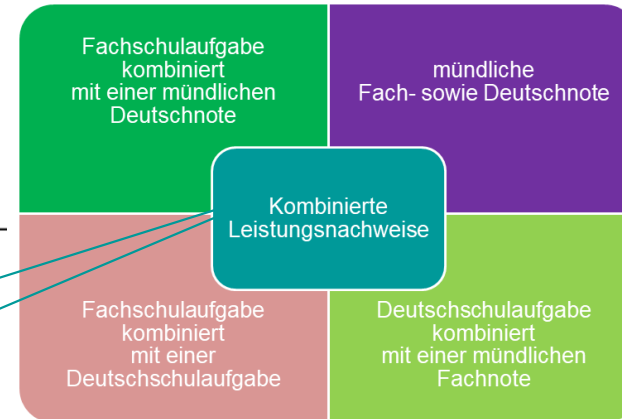 Fachschulaufgabe
kombiniert
mit einer mündlichen
Deutschnote
mündliche
Fach- sowie Deutschnote
Kombinierte
Leistungsnachweise
Fachschulaufgabe
kombiniert
mit einer
Deutschschulaufgabe
Deutschschulaufgabe
kombiniert
mit einer mündlichen
Fachnote